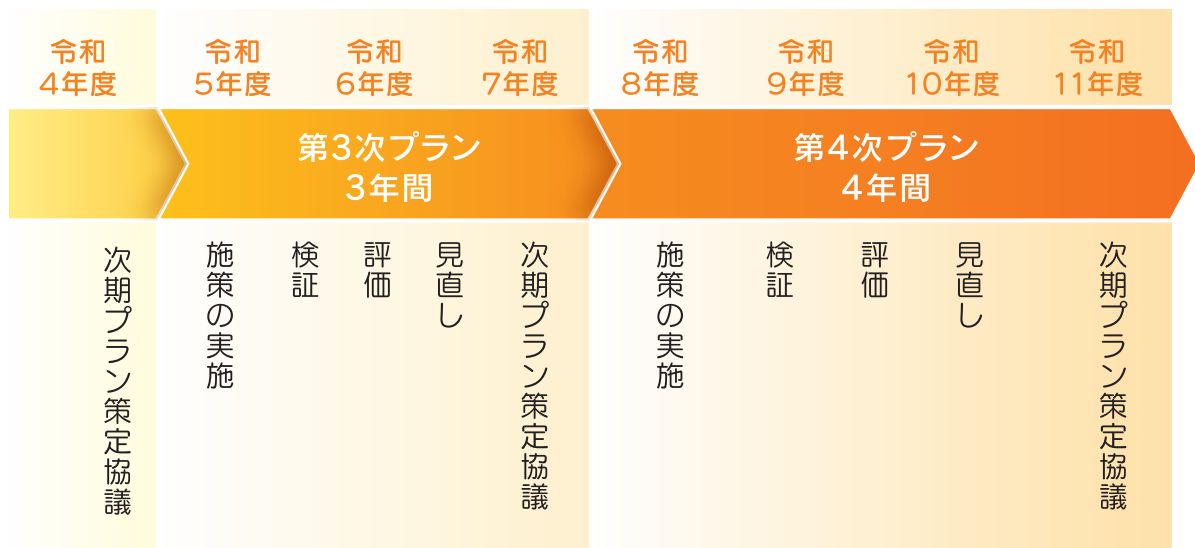 令和
4年度
令和
5年度
令和
6年度
令和
7年度
令和
8年度
令和
9年度
令和
10年度
令和
11年度
第3次プラン
3年間
第4次プラン
4年間
次期プラン策定協議
施策の実施
検証
評価
見直し
次期プラン策定協議
施策の実施
検証
評価
見直し
次期プラン策定協議